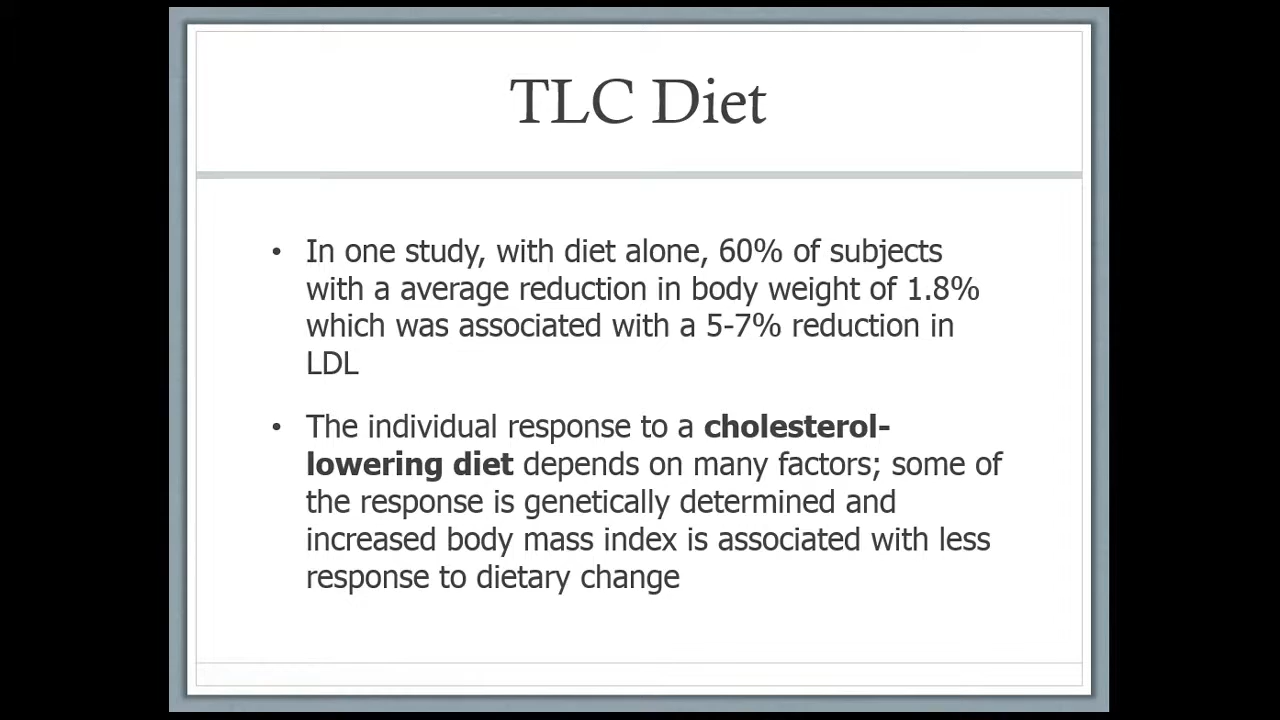 TLC Diet
• In one study, with diet alone, 60% of subjects
with a average reduction in body weight of 1.8%
which was associated with a 5-7% reduction in
LDL
• The individual response to a cholesterol-
lowering diet depends on many factors; some of
the response is genetically determined and
increased body mass index is associated with less
response to dietary change